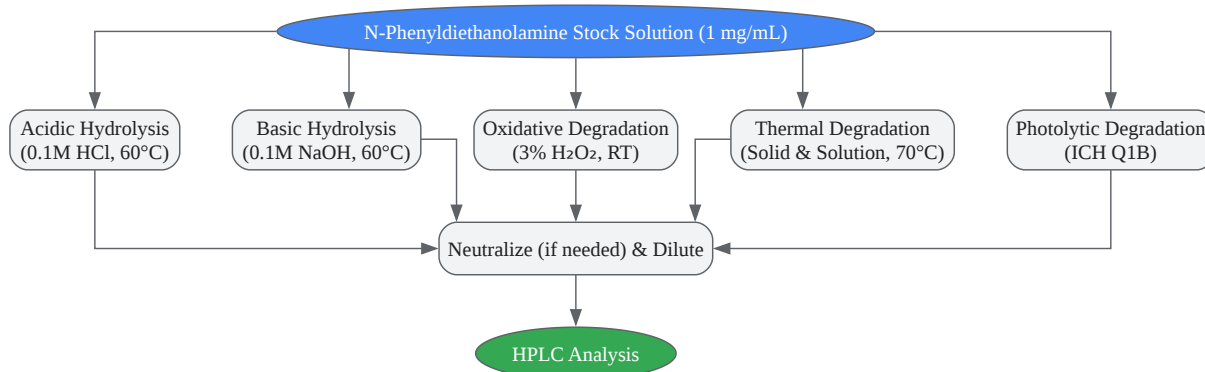 N-Phenyldiethanolamine Stock Solution (1 mg/mL)
Acidic Hydrolysis
(0.1M HCl, 60°C)
Basic Hydrolysis
(0.1M NaOH, 60°C)
Oxidative Degradation
(3% H₂O₂, RT)
Thermal Degradation
(Solid & Solution, 70°C)
Photolytic Degradation
(ICH Q1B)
Neutralize (if needed) & Dilute
HPLC Analysis